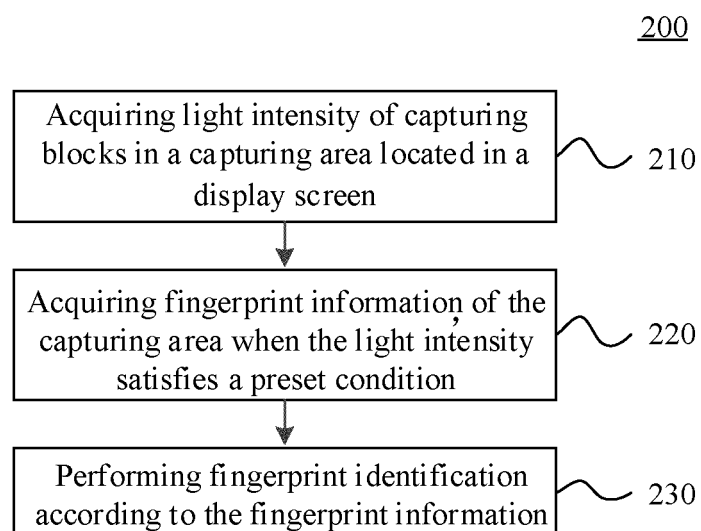 200
Acquiring light intensity of capturing
blocks in a capturing area located in a
display screen
210
Acquiring fingerprint information of the
capturing area when the light intensity
satisfies a preset condition
220
Performing fingerprint identification
according to the fingerprint information
230